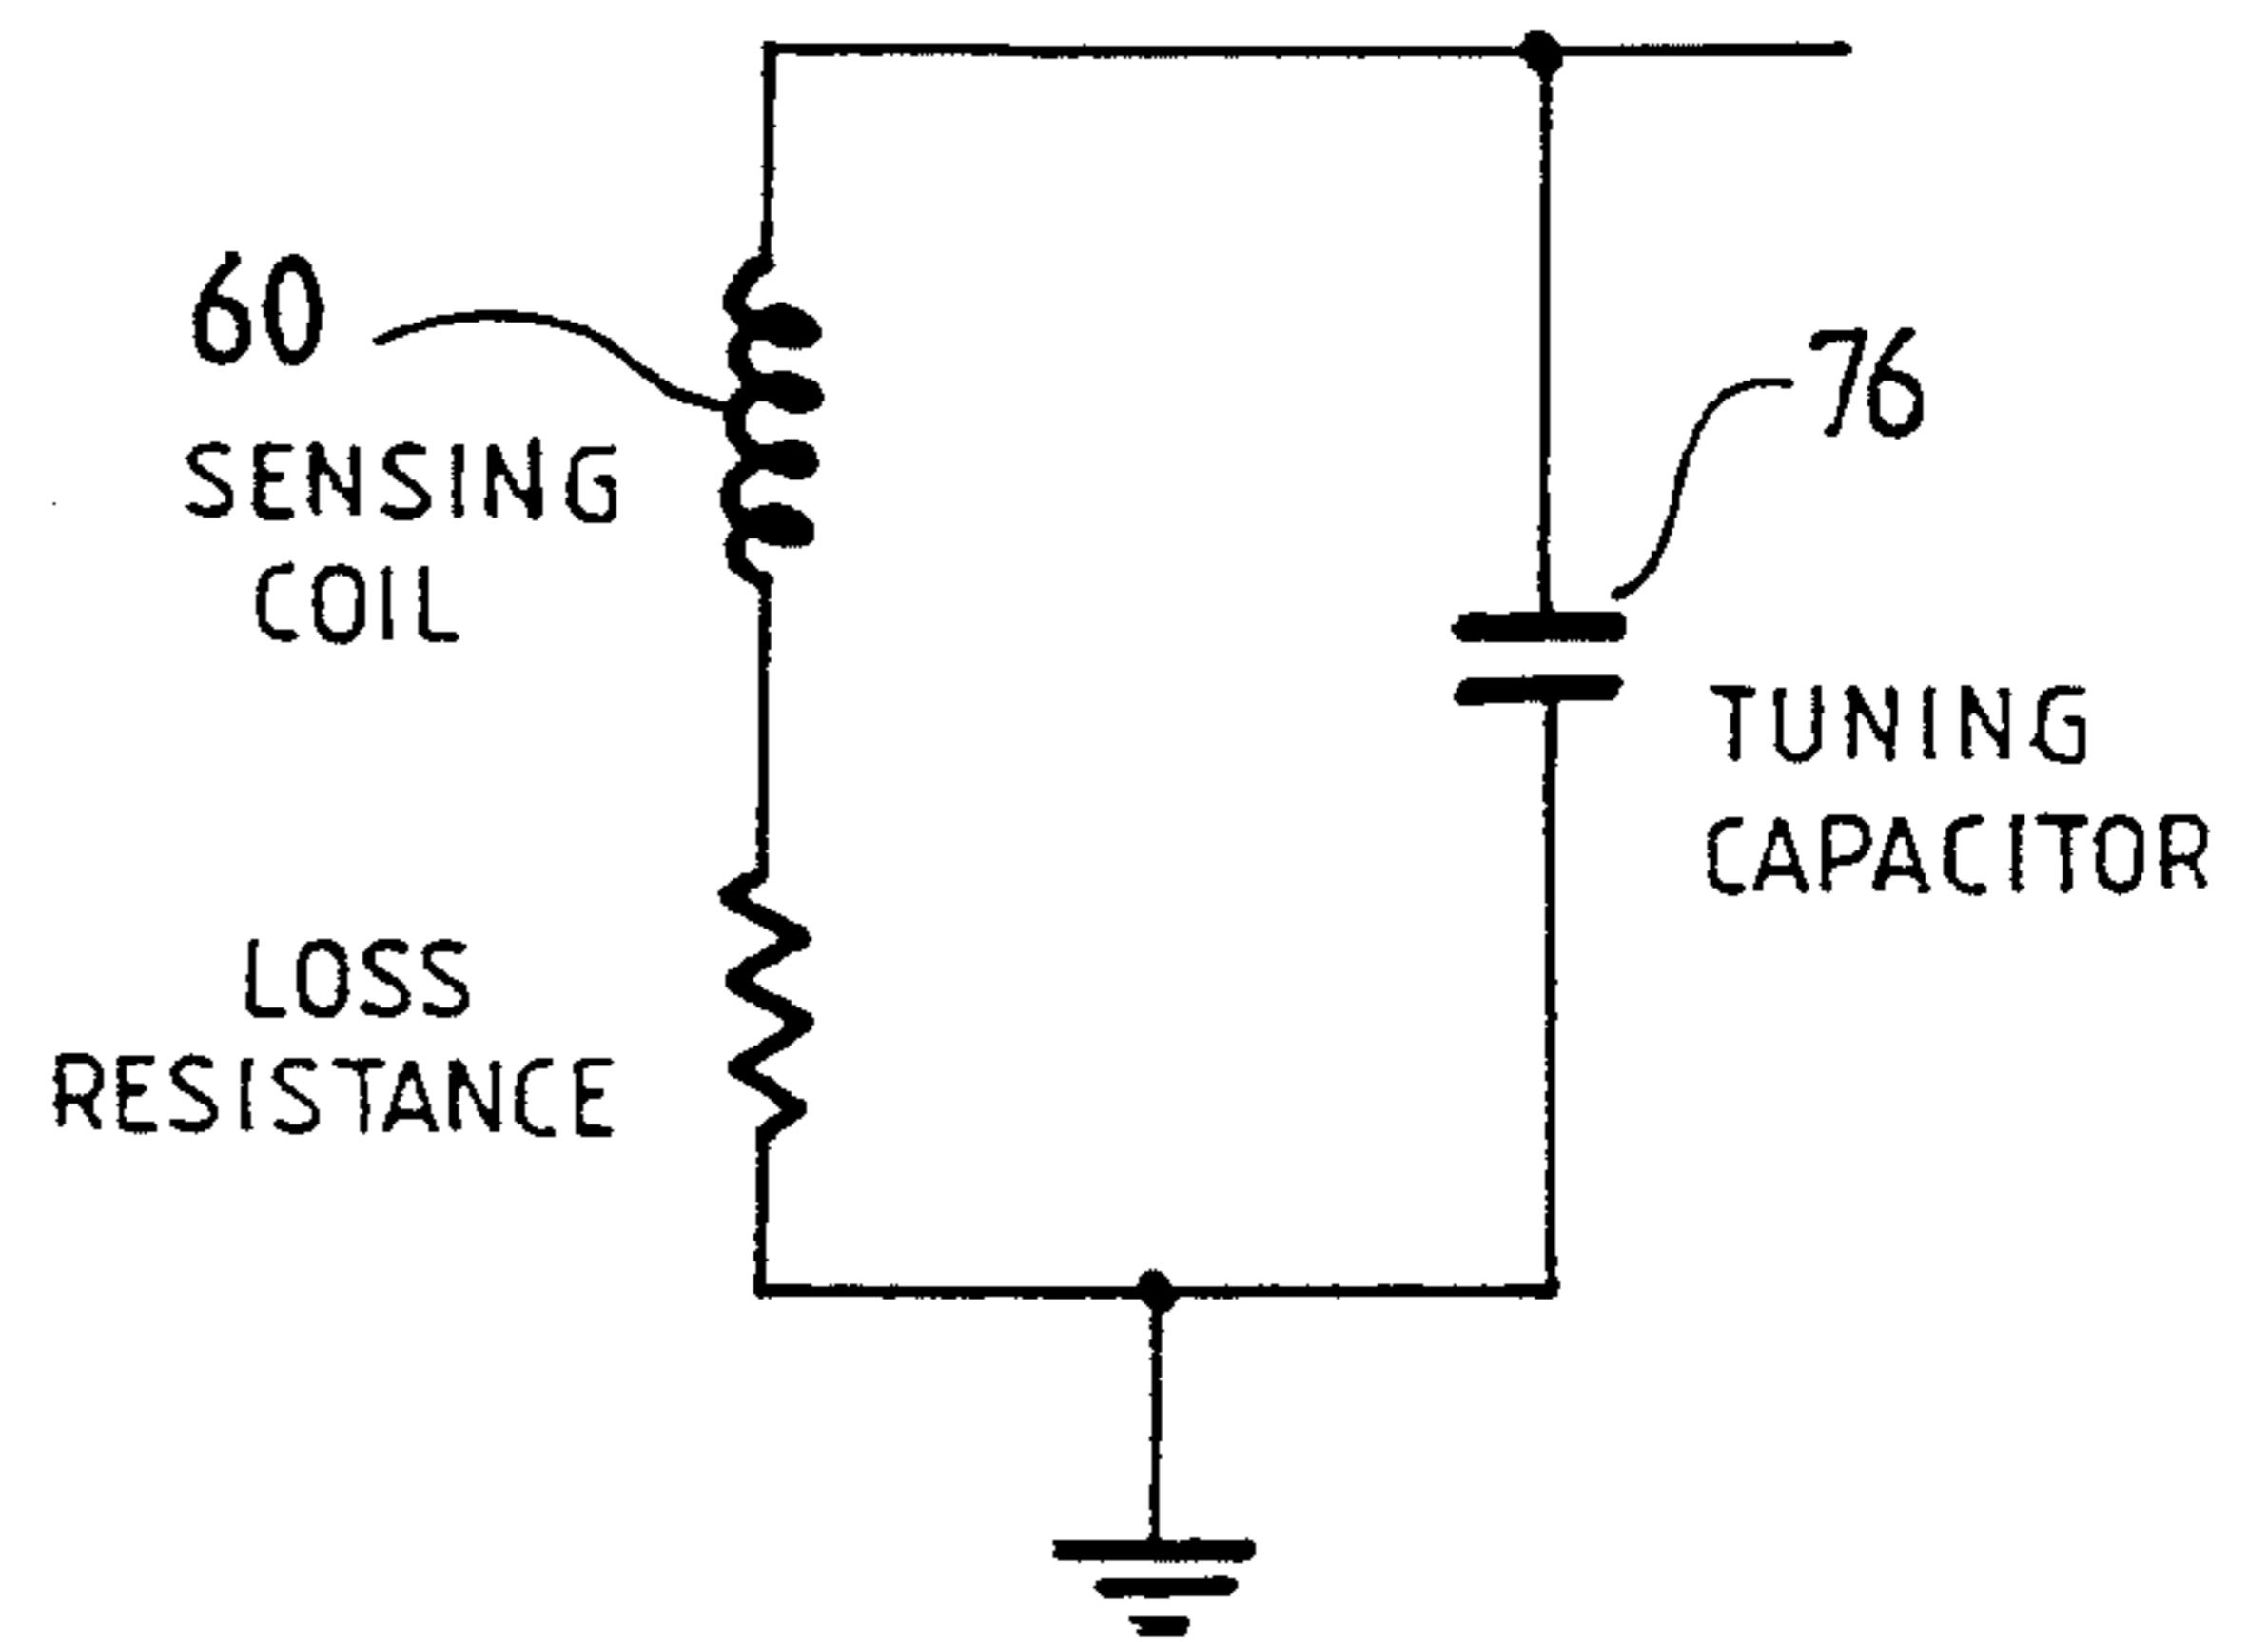 60
SENSING
COIL
76
TUNING
CAPACITOR
LOSS
RESISTANCE